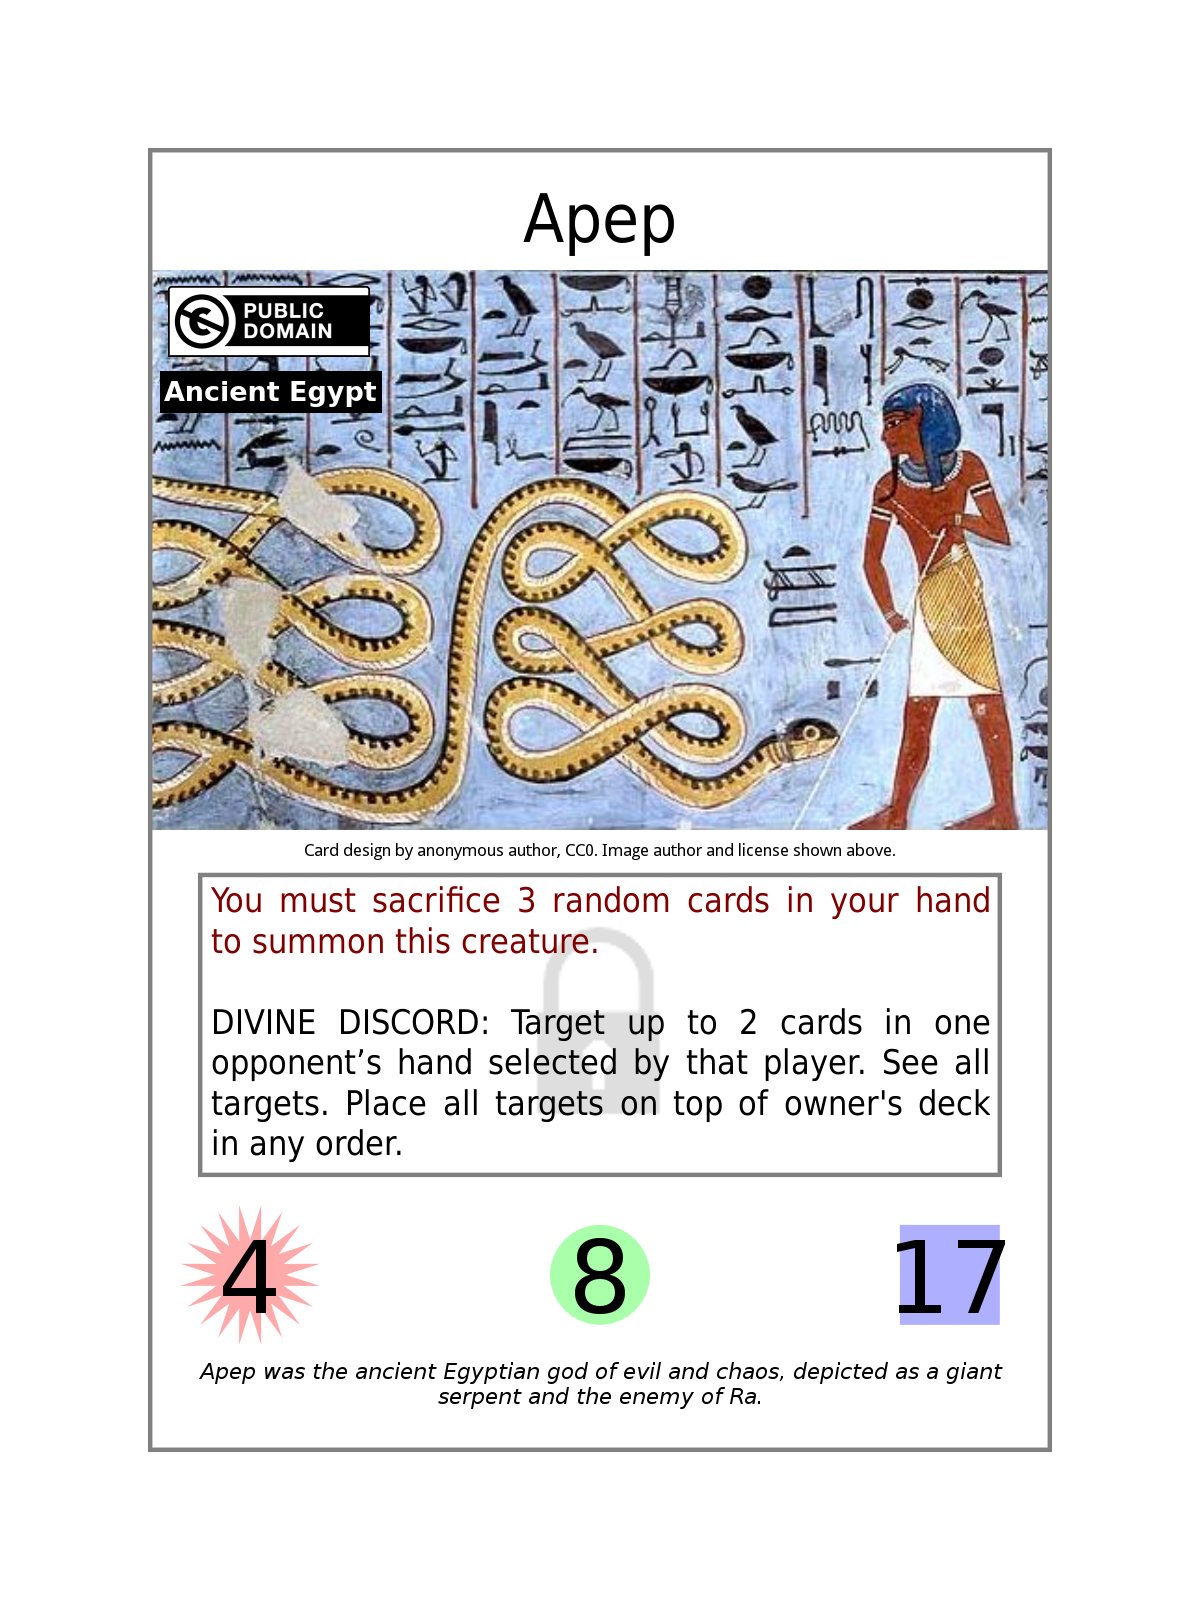 Apep
PUBLIC
DOMAIN
Ancient Egypt
Card design by anonymous author, CC0. Image author and license shown above.
You must sacrifice 3 random cards in your hand
to summon this creature.
DIVINE DISCORD: Target up to 2 cards in one
opponent’s hand selected by that player. See all
targets. Place all targets on top of owner's deck
in any order.
4
8
17
Apep was the ancient Egyptian god of evil and chaos, depicted as a giant
serpent and the enemy of Ra.